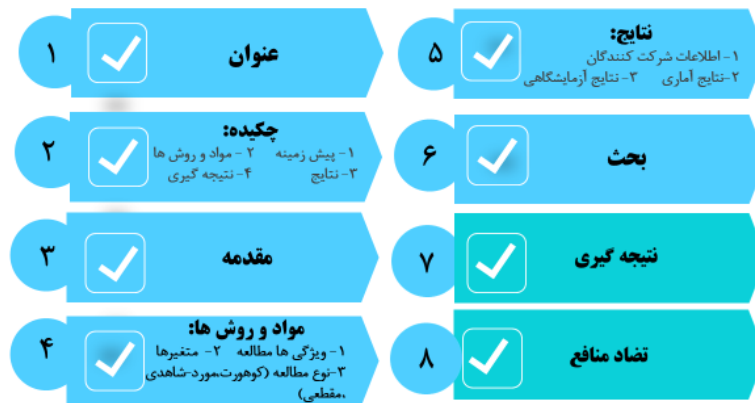 ۱
عنوان
۲
چکیده:
۱- پیش زمینه ۲- مواد و روش ها
۳- نتایج ۴- نتیجه گیری
۳
مقدمه
۴
مواد و روش ها:
۱- ویژگی ها مطالعه ۲- متغیرها
۳-نوع مطالعه (کوهورت،مورد-شاهدی
،مقطعی)
۵
نتایج:
۱- اطلاعات شرکت کنندگان
۲-نتایج آماری ۳- نتایج آزمایشگاهی
۶
بحث
۷
نتیجه گیری
۸
تضاد منافع